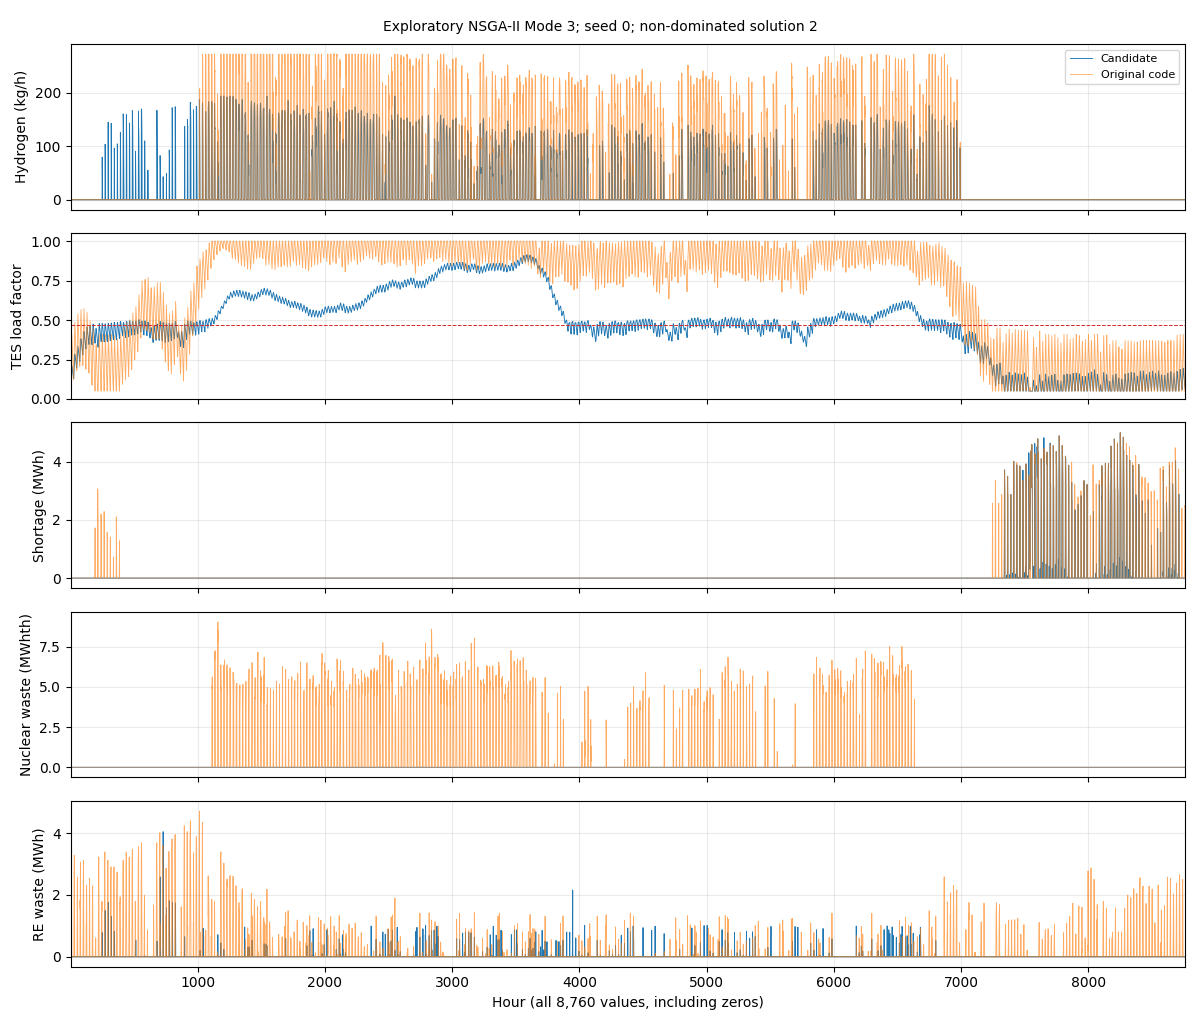 Exploratory NSGA-II Mode 3; seed 0; non-dominated solution 2
Hydrogen (kg/h)
200
100
0
Candidate
Original code
TES load factor
1.00
0.75
0.50
0.25
0.00
Shortage (MWh)
4
2
0
Nuclear waste (MWhth)
7.5
5.0
2.5
0.0
RE waste (MWh)
4
2
0
1000 2000 3000 4000 5000 6000 7000 8000
Hour (all 8,760 values, including zeros)